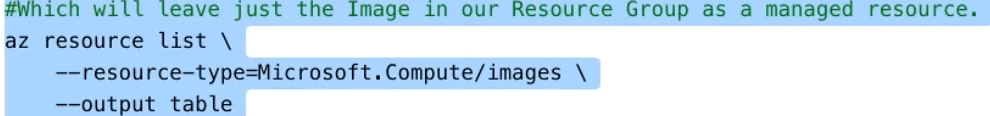 #Which will leave just the Image in our Resource Group as a managed resource.
az resource list \
    --resource-type=Microsoft.Compute/images \
    --output table